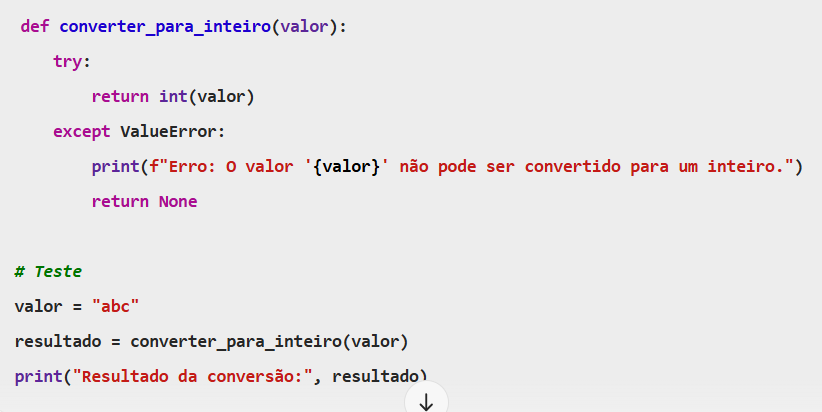 def converter_para_inteiro(valor):
    try:
        return int(valor)
    except ValueError:
        print(f"Erro: O valor '{valor}' não pode ser convertido para um inteiro.")
        return None

# Teste
valor = "abc"
resultado = converter_para_inteiro(valor)
print("Resultado da conversão:", resultado)